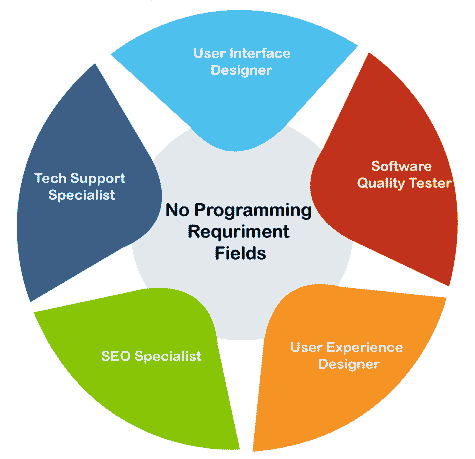 User Interface
Designer
Software
Quality Tester
Tech Support
Specialist
No Programming
Requriment
Fields
SEO Specialist
User Experience
Designer